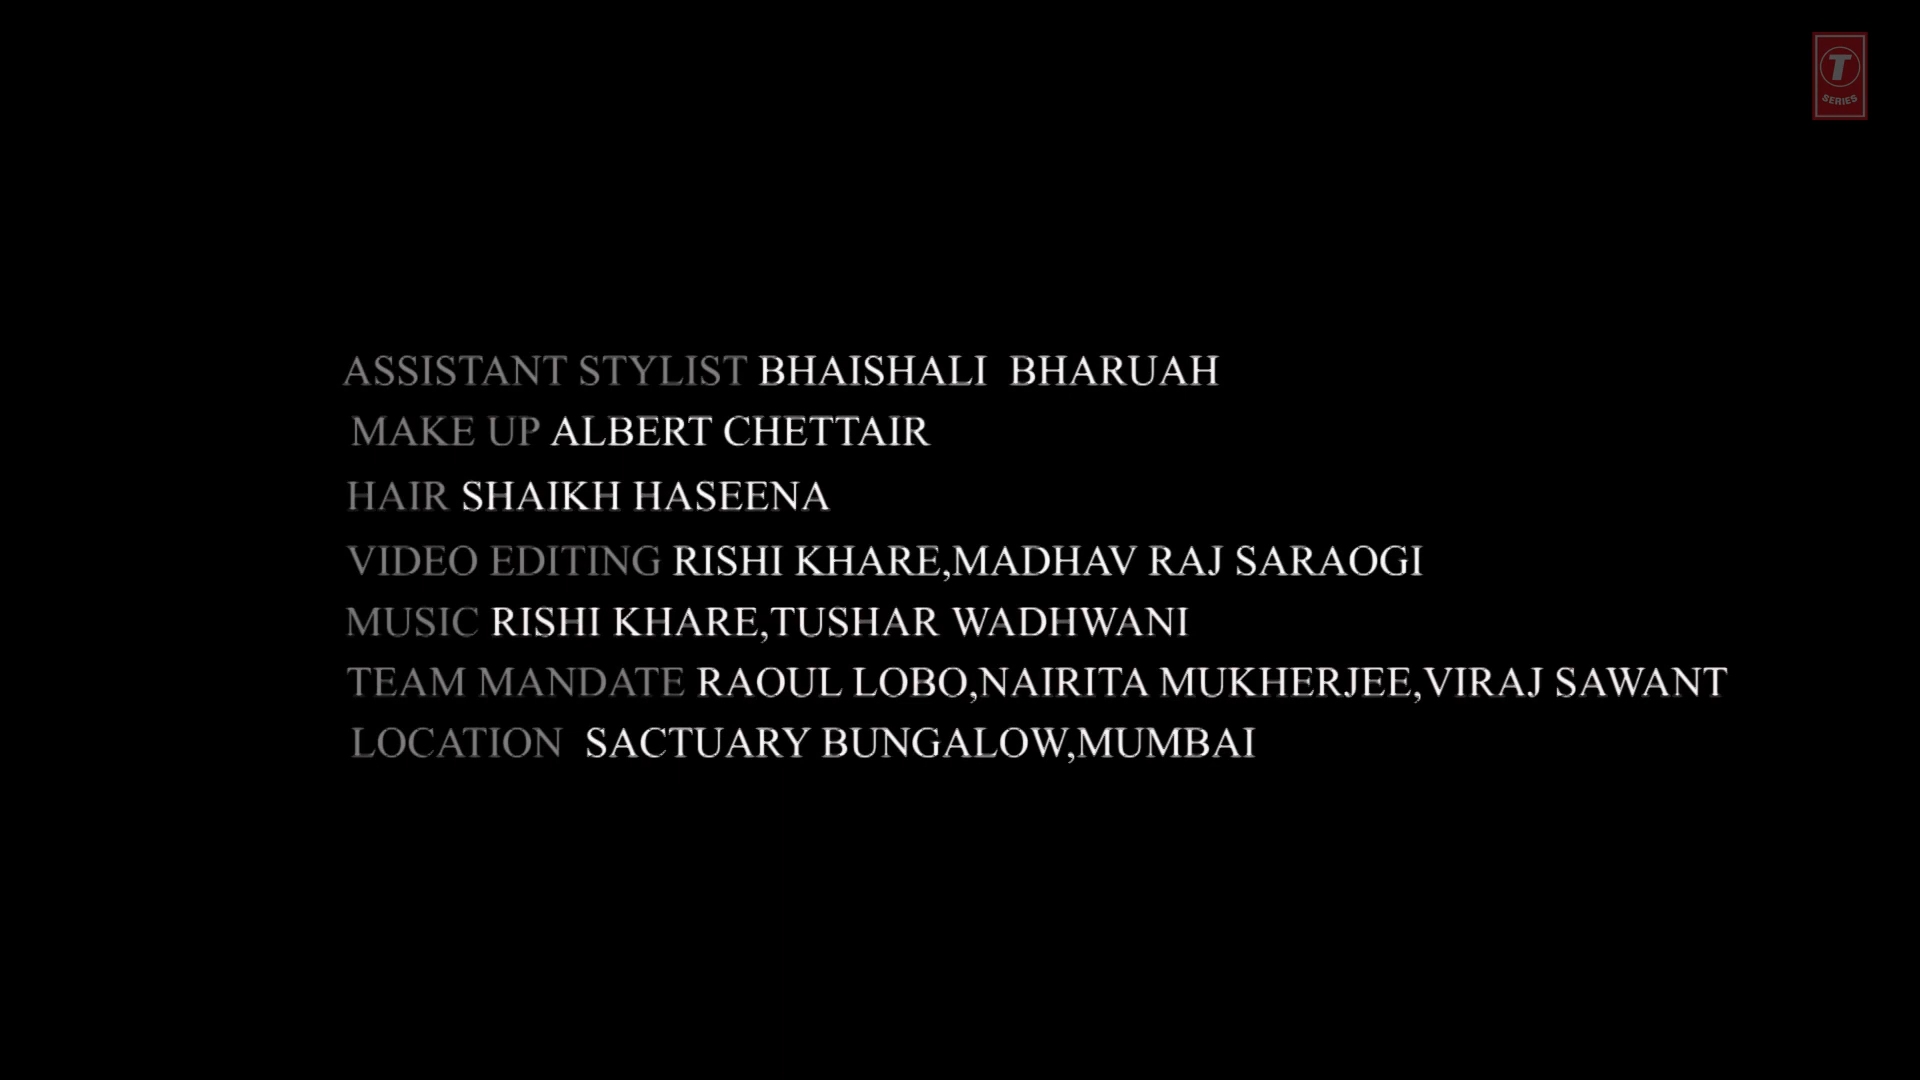 T
SERIES
ASSISTANT STYLIST BHAISHALI BHARUAH
MAKE UP ALBERT CHETTAIR
HAIR SHAIKH HASEENA
VIDEO EDITING RISHI KHARE,MADHAV RAJ SARAOGI
MUSIC RISHI KHARE,TUSHAR WADHWANI
TEAM MANDATE RAOUL LOBO,NAIRITA MUKHERJEE,VIRAJ SAWANT
LOCATION SACTUARY BUNGALOW,MUMBAI